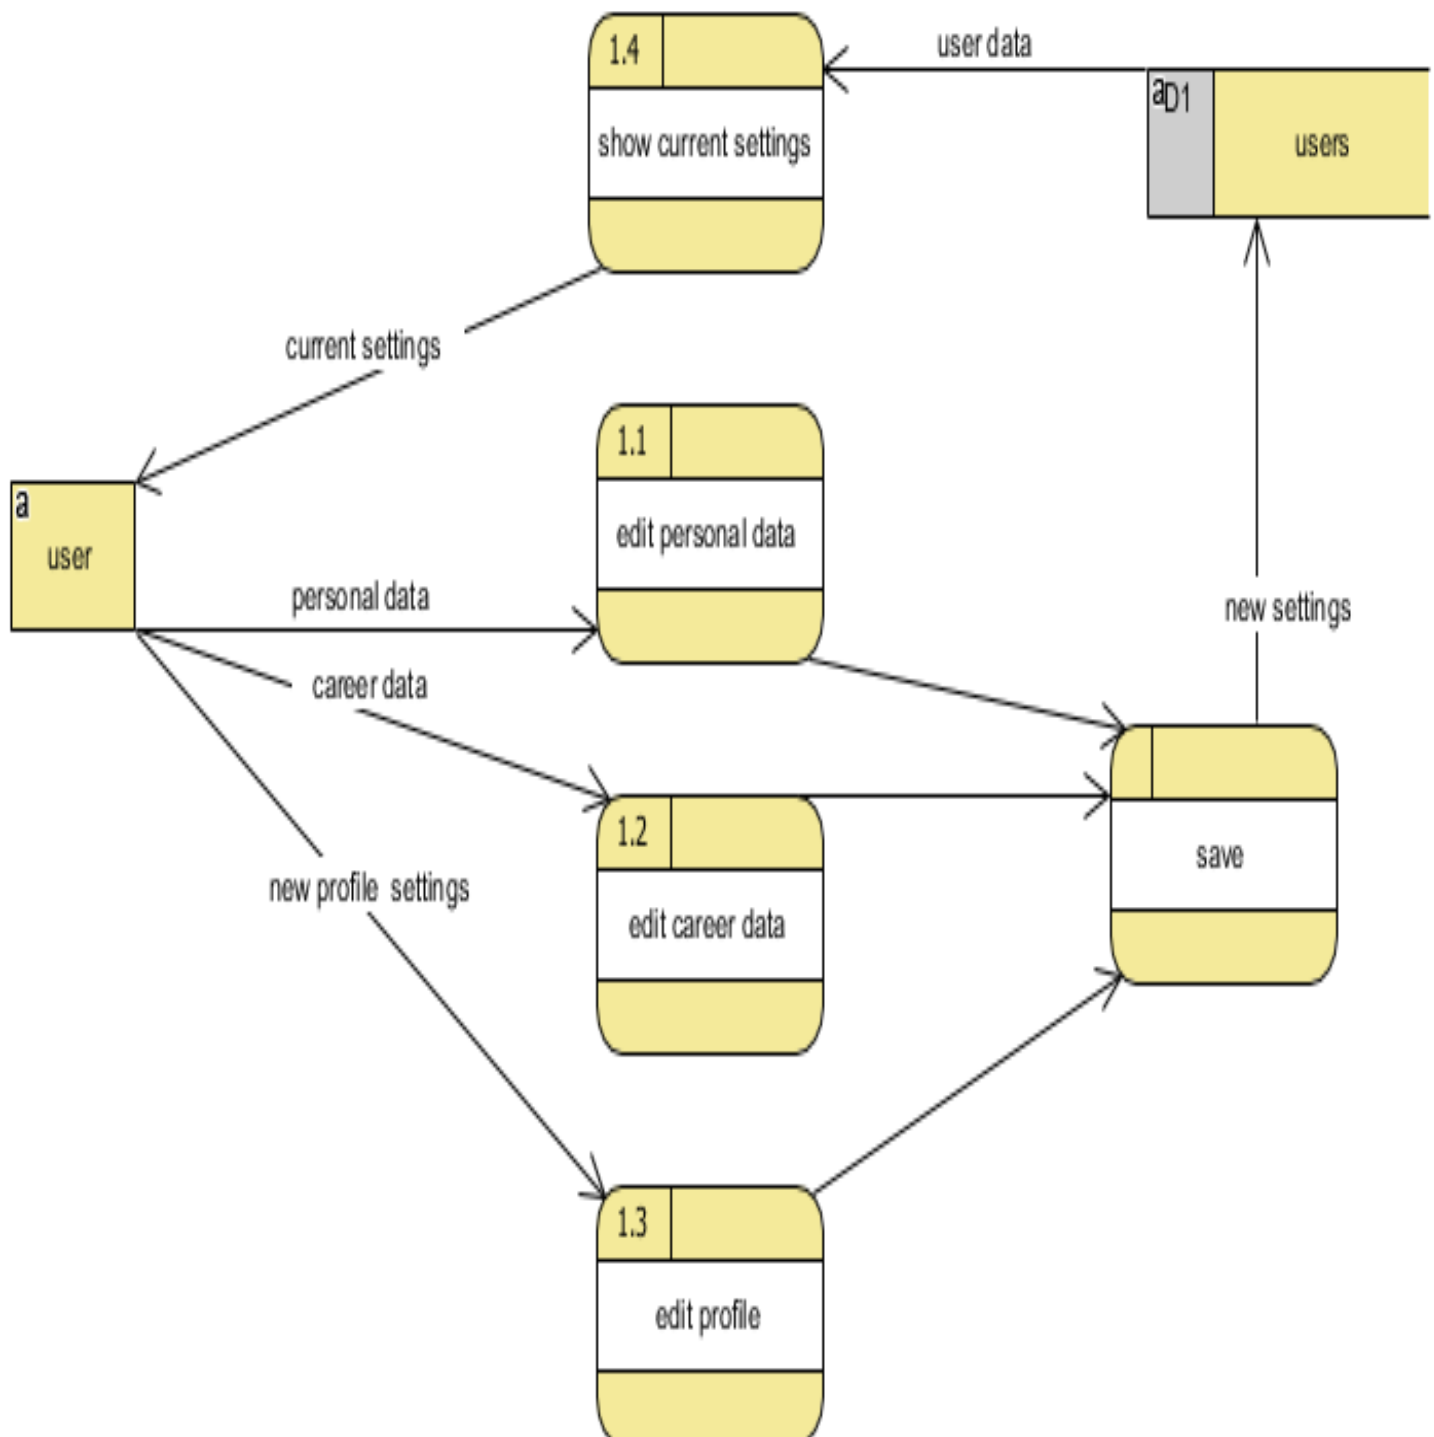 1.4
user data
a
D1
show current settings
users
current settings
1.1
a
user
edit personal data
personal data
new settings
career data
1.2
save
new profile settings
edit career data
1.3
edit profile